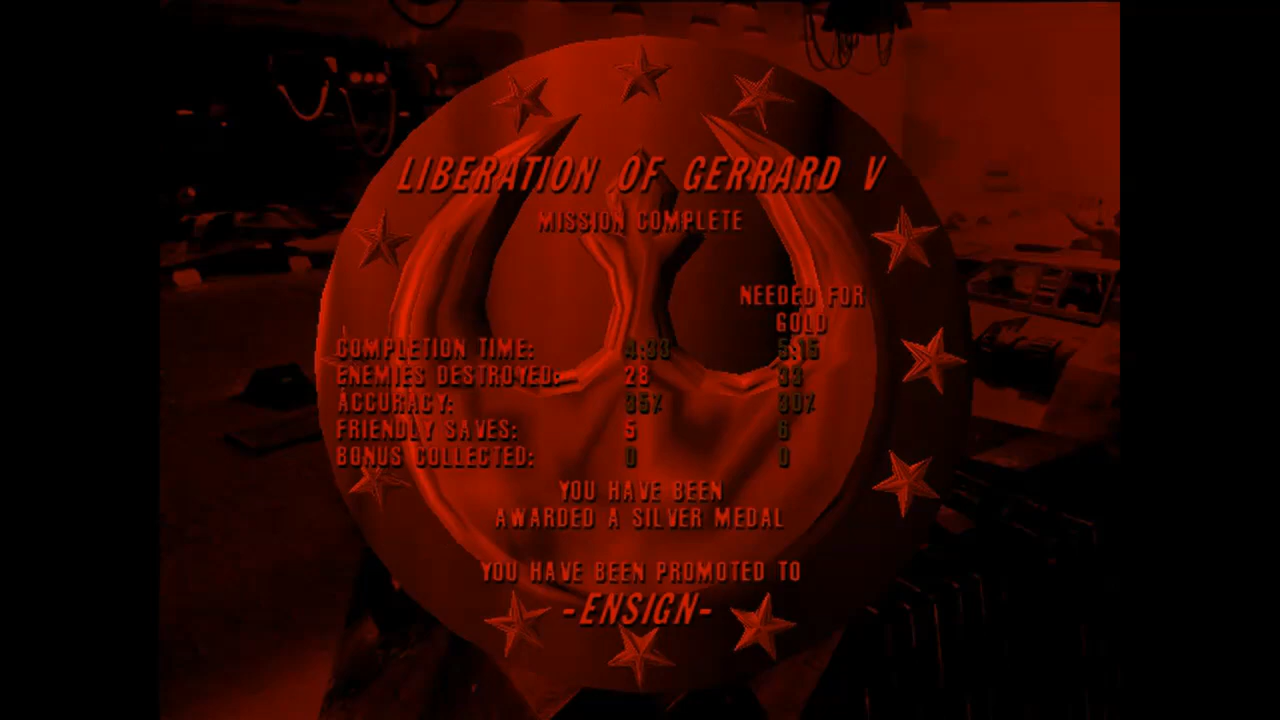 LIBERATION OF GERRARD V
MISSION COMPLETE
NEEDED FOR
GOLD
COMPLETION TIME: 4:33 5:15
ENEMIES DESTROYED: 28 33
ACCURACY: 35% 30%
FRIENDLY SAVES: 5 6
BONUS COLLECTED: 0 0
YOU HAVE BEEN
AWARDED A SILVER MEDAL
YOU HAVE BEEN PROMOTED TO
-ENSIGN-